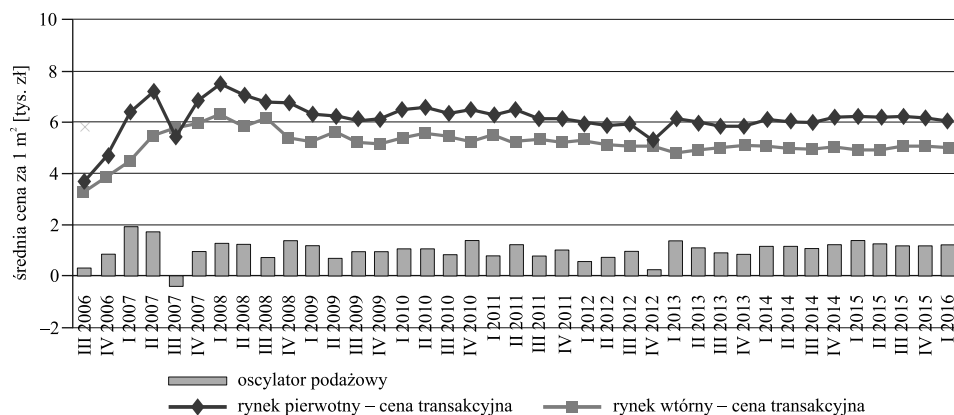 średnia cena za 1 m² [tys. zł]
10
8
6
4
2
0
–2
III 2006
IV 2006
I 2007
II 2007
III 2007
IV 2007
I 2008
II 2008
III 2008
IV 2008
I 2009
II 2009
III 2009
IV 2009
I 2010
II 2010
III 2010
IV 2010
I 2011
II 2011
III 2011
IV 2011
I 2012
II 2012
III 2012
IV 2012
I 2013
II 2013
III 2013
IV 2013
I 2014
II 2014
III 2014
IV 2014
I 2015
II 2015
III 2015
IV 2015
I 2016
oscylator podażowy
rynek pierwotny – cena transakcyjna
rynek wtórny – cena transakcyjna